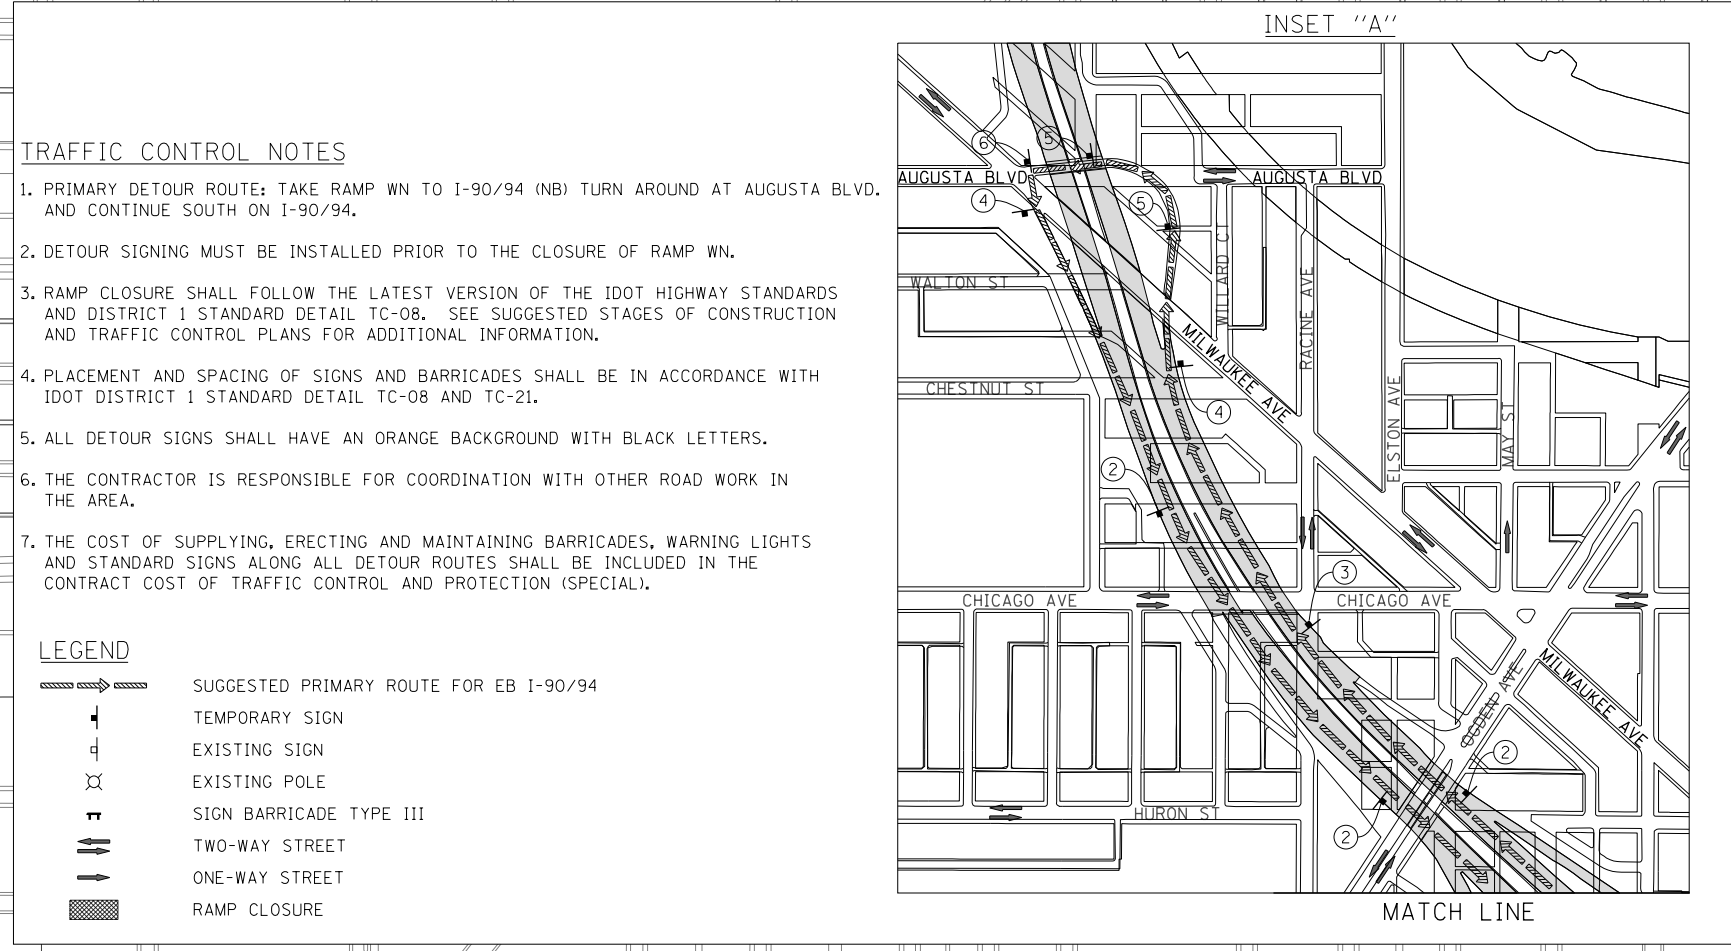 INSET "A"
TRAFFIC CONTROL NOTES
1. PRIMARY DETOUR ROUTE: TAKE RAMP WN TO I-90/94 (NB) TURN AROUND AT AUGUSTA BLVD.
AND CONTINUE SOUTH ON I-90/94.
2. DETOUR SIGNING MUST BE INSTALLED PRIOR TO THE CLOSURE OF RAMP WN.
3. RAMP CLOSURE SHALL FOLLOW THE LATEST VERSION OF THE IDOT HIGHWAY STANDARDS
AND DISTRICT 1 STANDARD DETAIL TC-08. SEE SUGGESTED STAGES OF CONSTRUCTION
AND TRAFFIC CONTROL PLANS FOR ADDITIONAL INFORMATION.
4. PLACEMENT AND SPACING OF SIGNS AND BARRICADES SHALL BE IN ACCORDANCE WITH
IDOT DISTRICT 1 STANDARD DETAIL TC-08 AND TC-21.
5. ALL DETOUR SIGNS SHALL HAVE AN ORANGE BACKGROUND WITH BLACK LETTERS.
6. THE CONTRACTOR IS RESPONSIBLE FOR COORDINATION WITH OTHER ROAD WORK IN
THE AREA.
7. THE COST OF SUPPLYING, ERECTING AND MAINTAINING BARRICADES, WARNING LIGHTS
AND STANDARD SIGNS ALONG ALL DETOUR ROUTES SHALL BE INCLUDED IN THE
CONTRACT COST OF TRAFFIC CONTROL AND PROTECTION (SPECIAL).
LEGEND
SUGGESTED PRIMARY ROUTE FOR EB I-90/94
TEMPORARY SIGN
EXISTING SIGN
EXISTING POLE
SIGN BARRICADE TYPE III
TWO-WAY STREET
ONE-WAY STREET
RAMP CLOSURE
6
5
AUGUSTA BLVD
AUGUSTA BLVD
4
5
WALTON ST
WILLARD CT
RACINE AVE
MILWAUKEE AVE
CHESTNUT ST
4
ELSTON AVE
MAY ST
2
3
CHICAGO AVE
CHICAGO AVE
OGDEN AVE
MILWAUKEE AVE
2
HURON ST
2
MATCH LINE